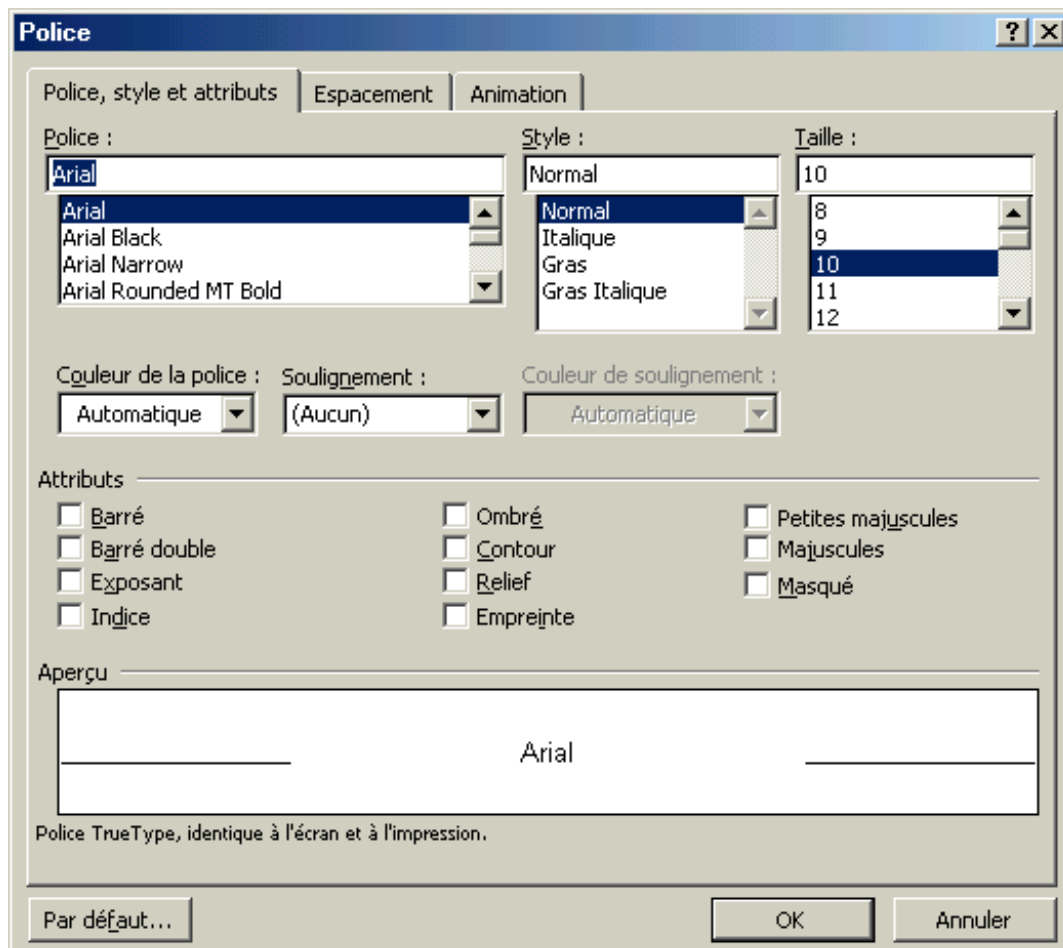 Police
Police, style et attributs Espacement Animation
Police : Style : Taille :
Arial Normal 10
Arial Normal 8
Arial Black Italique 9
Arial Narrow Gras 10
Arial Rounded MT Bold Gras Italique 11
12
Couleur de la police : Soulignement : Couleur de soulignement :
Automatique (Aucun) Automatique
Attributs
Barré Ombré Petites majuscules
Barré double Contour Majuscules
Exposant Relief Masqué
Indice Empreinte
Aperçu
Arial
Police TrueType, identique à l'écran et à l'impression.
Par défaut... OK Annuler